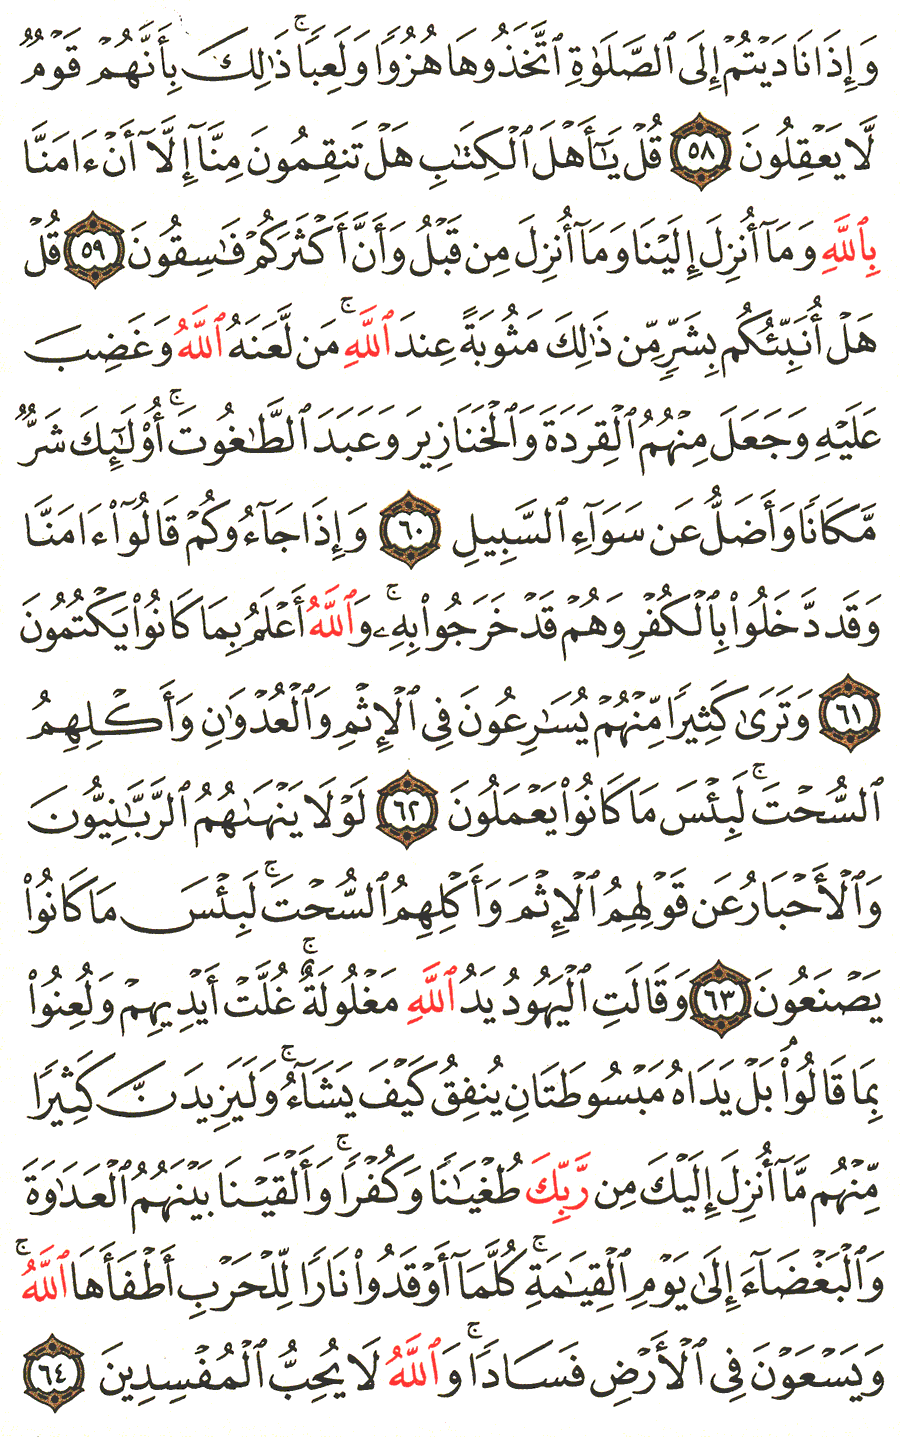 وَإِذَا نَادَيْتُمْ إِلَى ٱلصَّلَوٰةِ ٱتَّخَذُوهَا هُزُوًا وَلَعِبًا ۚ ذَٰلِكَ بِأَنَّهُمْ قَوْمٌ
لَّا يَعْقِلُونَ ٥٨ قُلْ يَـٰٓأَهْلَ ٱلْكِتَـٰبِ هَلْ تَنقِمُونَ مِنَّآ إِلَّآ أَنْ ءَامَنَّا
بِٱللَّهِ وَمَآ أُنزِلَ إِلَيْنَا وَمَآ أُنزِلَ مِن قَبْلُ وَأَنَّ أَكْثَرَكُمْ فَـٰسِقُونَ ٥٩ قُلْ
هَلْ أُنَبِّئُكُم بِشَرٍّ مِّن ذَٰلِكَ مَثُوبَةً عِندَ ٱللَّهِ ۚ مَن لَّعَنَهُ ٱللَّهُ وَغَضِبَ
عَلَيْهِ وَجَعَلَ مِنْهُمُ ٱلْقِرَدَةَ وَٱلْخَنَازِيرَ وَعَبَدَ ٱلطَّـٰغُوتَ ۚ أُو۟لَـٰٓئِكَ شَرٌّ
مَّكَانًا وَأَضَلُّ عَن سَوَآءِ ٱلسَّبِيلِ ٦٠ وَإِذَا جَآءُوكُمْ قَالُوٓا۟ ءَامَنَّا
وَقَد دَّخَلُوا۟ بِٱلْكُفْرِ وَهُمْ قَدْ خَرَجُوا۟ بِهِۦ ۚ وَٱللَّهُ أَعْلَمُ بِمَا كَانُوا۟ يَكْتُمُونَ
٦١ وَتَرَىٰ كَثِيرًا مِّنْهُمْ يُسَـٰرِعُونَ فِى ٱلْإِثْمِ وَٱلْعُدْوَٰنِ وَأَكْلِهِمُ
ٱلسُّحْتَ ۚ لَبِئْسَ مَا كَانُوا۟ يَعْمَلُونَ ٦٢ لَوْلَا يَنْهَىٰهُمُ ٱلرَّبَّـٰنِيُّونَ
وَٱلْأَحْبَارُ عَن قَوْلِهِمُ ٱلْإِثْمَ وَأَكْلِهِمُ ٱلسُّحْتَ ۚ لَبِئْسَ مَا كَانُوا۟
يَصْنَعُونَ ٦٣ وَقَالَتِ ٱلْيَهُودُ يَدُ ٱللَّهِ مَغْلُولَةٌ ۚ غُلَّتْ أَيْدِيهِمْ وَلُعِنُوا۟
بِمَا قَالُوا۟ ۘ بَلْ يَدَاهُ مَبْسُوطَتَانِ يُنفِقُ كَيْفَ يَشَآءُ ۚ وَلَيَزِيدَنَّ كَثِيرًا
مِّنْهُم مَّآ أُنزِلَ إِلَيْكَ مِن رَّبِّكَ طُغْيَـٰنًا وَكُفْرًا ۚ وَأَلْقَيْنَا بَيْنَهُمُ ٱلْعَدَٰوَةَ
وَٱلْبَغْضَآءَ إِلَىٰ يَوْمِ ٱلْقِيَـٰمَةِ ۚ كُلَّمَآ أَوْقَدُوا۟ نَارًا لِّلْحَرْبِ أَطْفَأَهَا ٱللَّهُ ۚ
وَيَسْعَوْنَ فِى ٱلْأَرْضِ فَسَادًا ۚ وَٱللَّهُ لَا يُحِبُّ ٱلْمُفْسِدِينَ ٦٤